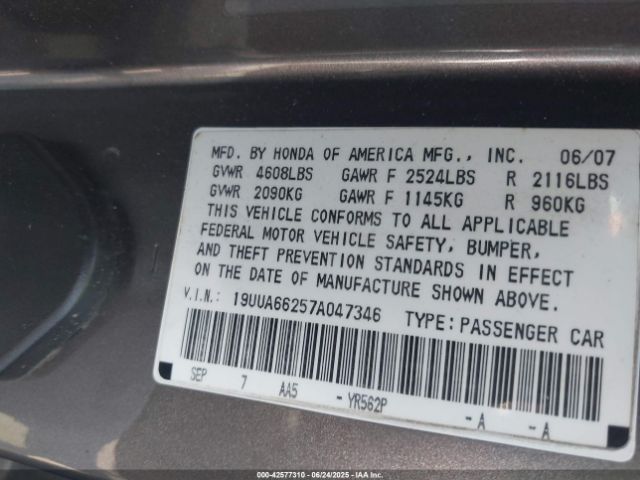 MFD. BY HONDA OF AMERICA MFG., INC. 06/07
GVWR 4608LBS GAWR F 2524LBS R 2116LBS
GVWR 2090KG GAWR F 1145KG R 960KG
THIS VEHICLE CONFORMS TO ALL APPLICABLE
FEDERAL MOTOR VEHICLE SAFETY, BUMPER,
AND THEFT PREVENTION STANDARDS IN EFFECT
ON THE DATE OF MANUFACTURE SHOWN ABOVE.
V.I.N.: 19UUA66257A047346 TYPE: PASSENGER CAR
SEP 7 AA5 - YR562P - A - A
000-42577310 - 06/24/2025 - IAAI.COM